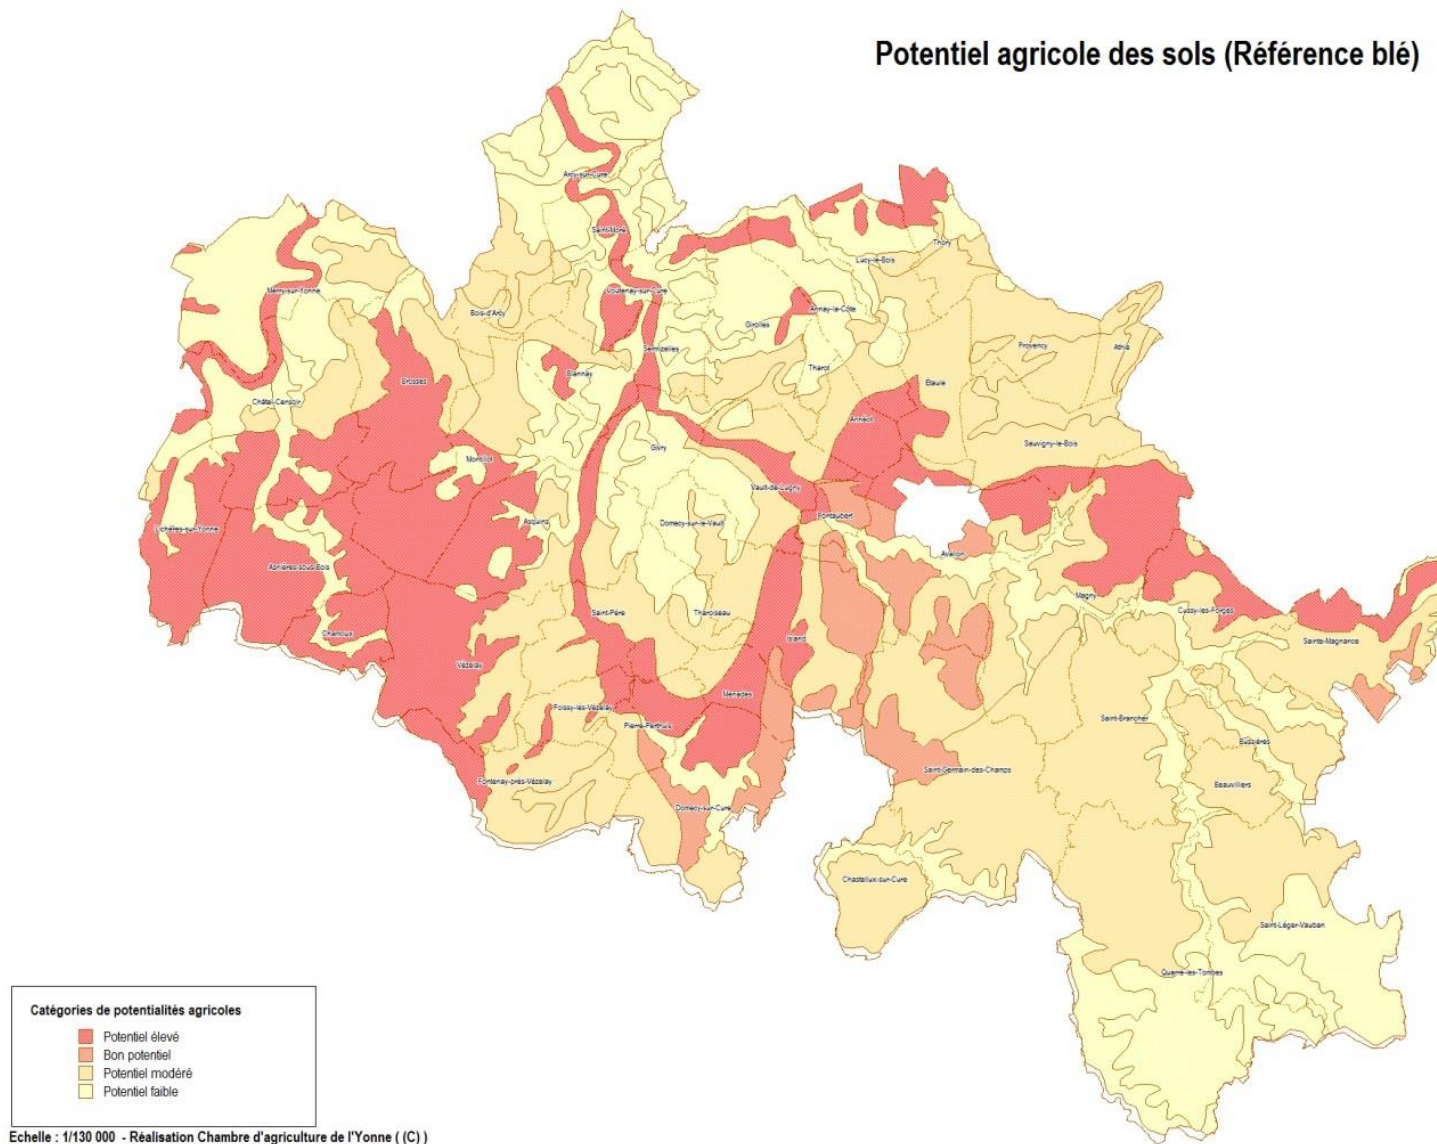 Potentiel agricole des sols (Référence blé)
Arcy-sur-Cure
Saint-Moré
Thory
Lucy-le-Bois
Merry-sur-Yonne
Voutenay-sur-Cure
Bois-d'Arcy
Annay-la-Côte
Girolles
Provency
Athie
Sermizelles
Tharot
Blannay
Brosses
Etaule
Châtel-Censoir
Annéot
Sauvigny-le-Bois
Givry
Montillot
Vault-de-Lugny
Pontaubert
Asquins
Domecy-sur-le-Vault
Lichères-sur-Yonne
Avallon
Asnières-sous-Bois
Magny
Saint-Père
Tharoiseau
Cussy-les-Forges
Chamoux
Island
Sainte-Magnance
Vézelay
Menades
Foissy-lès-Vézelay
Saint-Brancher
Pierre-Perthuis
Bussières
Saint-Germain-des-Champs
Fontenay-près-Vézelay
Beauvilliers
Domecy-sur-Cure
Chastellux-sur-Cure
Saint-Léger-Vauban
Quarré-les-Tombes
Catégories de potentialités agricoles
Potentiel élevé
Bon potentiel
Potentiel modéré
Potentiel faible
Echelle : 1/130 000 - Réalisation Chambre d'agriculture de l'Yonne ( (C) )